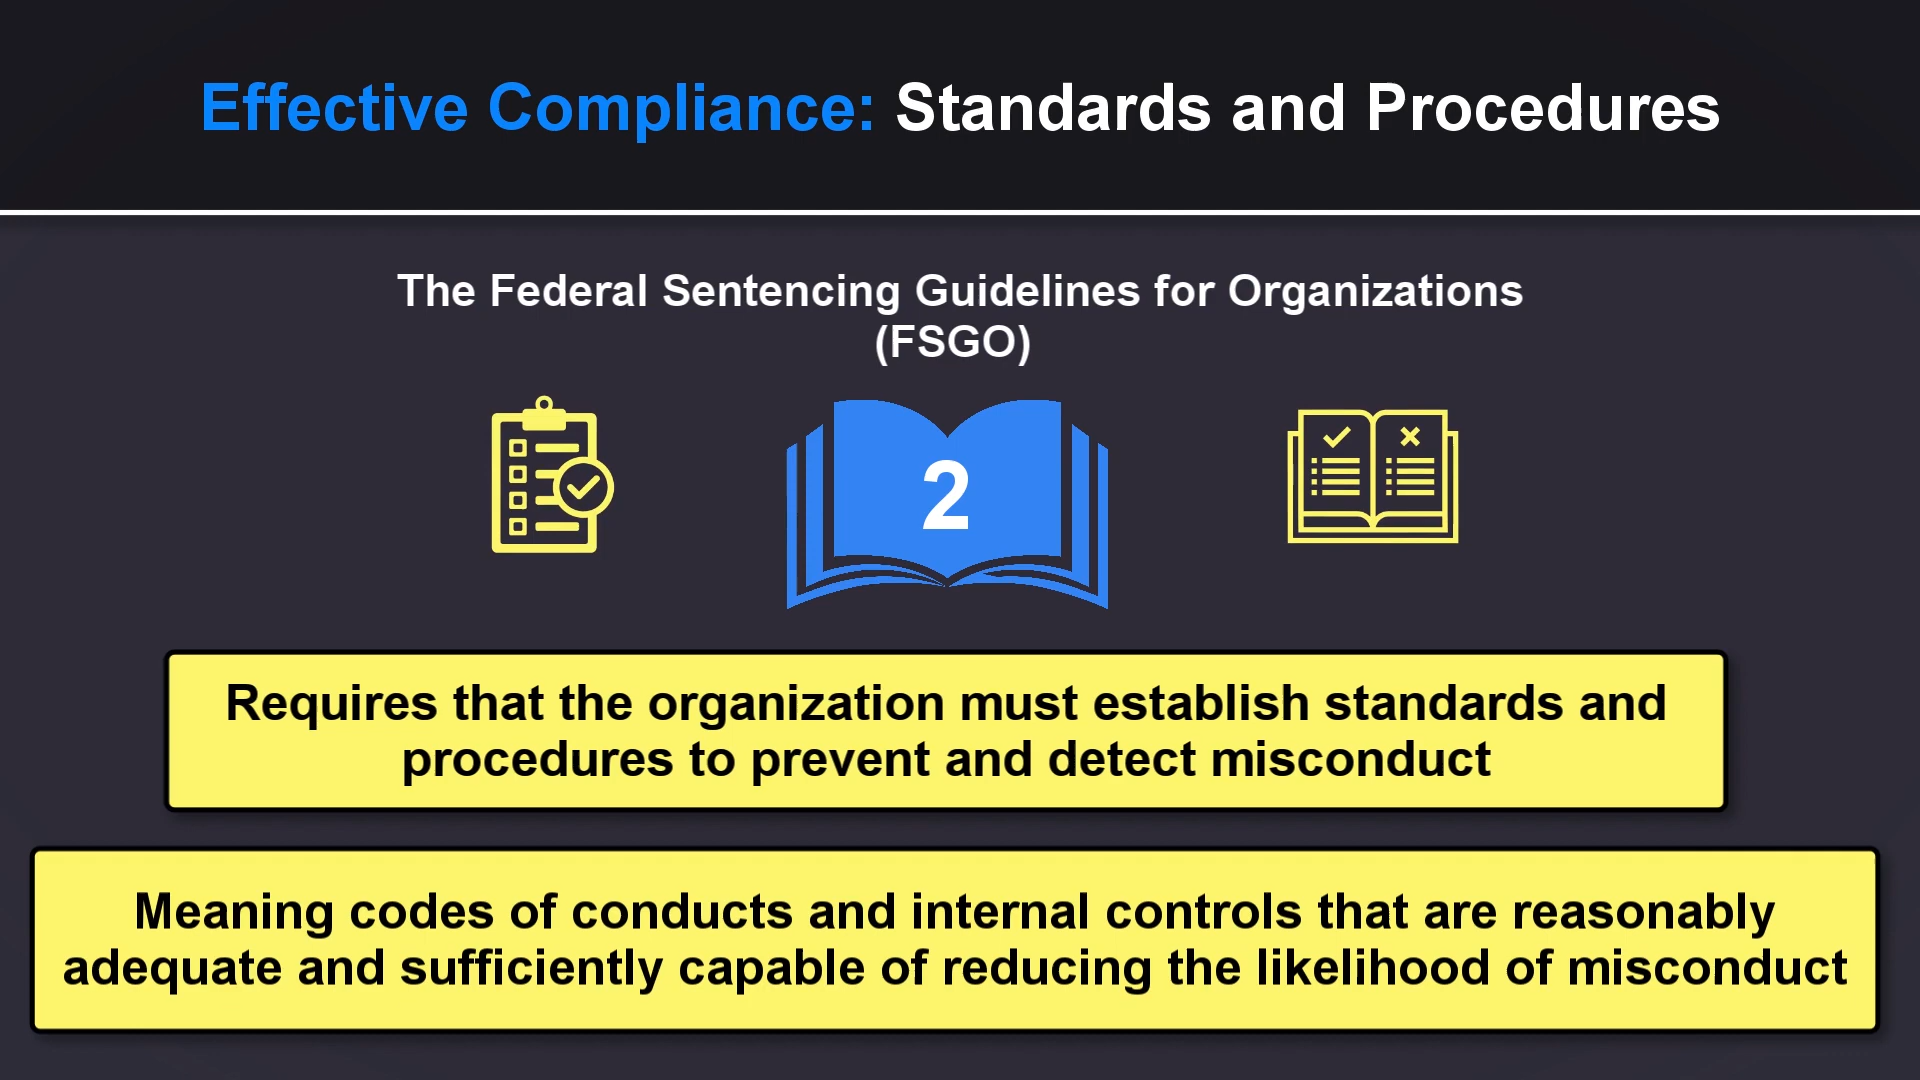 Effective Compliance: Standards and Procedures
The Federal Sentencing Guidelines for Organizations
(FSGO)
2
Requires that the organization must establish standards and
procedures to prevent and detect misconduct
Meaning codes of conducts and internal controls that are reasonably
adequate and sufficiently capable of reducing the likelihood of misconduct